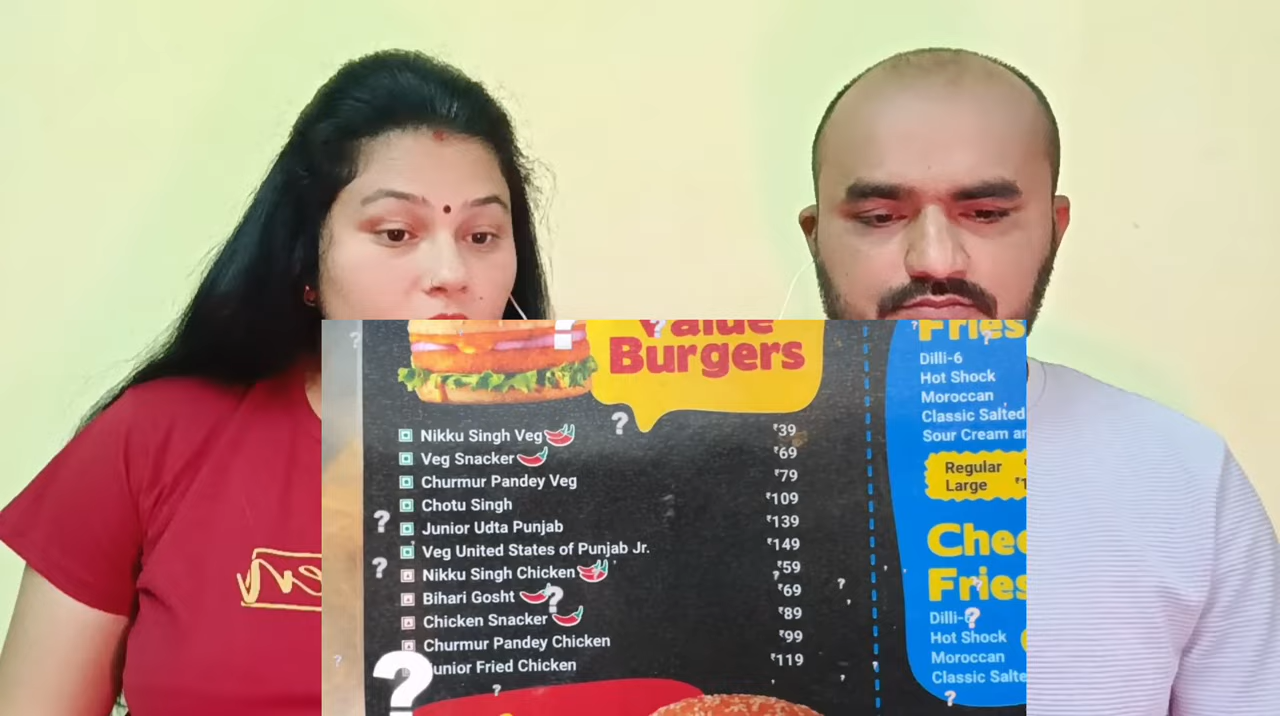 Value
Burgers
Nikku Singh Veg ₹39
Veg Snacker ₹69
Churmur Pandey Veg ₹79
Chotu Singh ₹109
Junior Udta Punjab ₹139
Veg United States of Punjab Jr. ₹149
Nikku Singh Chicken ₹59
Bihari Gosht ₹69
Chicken Snacker ₹89
Churmur Pandey Chicken ₹99
Junior Fried Chicken ₹119
Fries
Dilli-6
Hot Shock
Moroccan
Classic Salted
Sour Cream
Regular
Large
Fries
Hot Shock
Moroccan
Classic